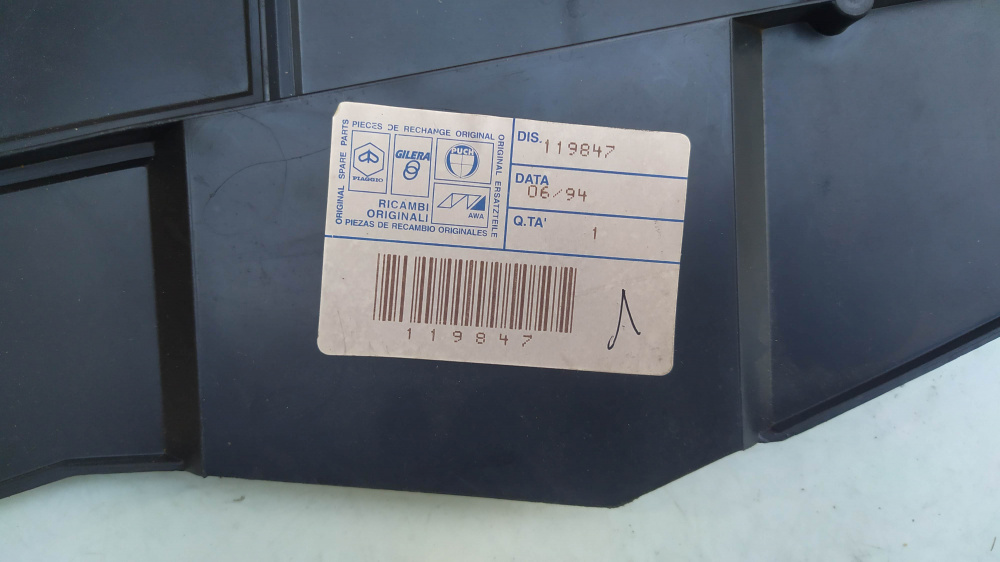 PIECES DE RECHANGE ORIGINAL
ORIGINAL SPARE PARTS
ORIGINAL ERSATZTEILE
PIAGGIO
GILERA
PUCH
AWA
RICAMBI
ORIGINALI
PIEZAS DE RECAMBIO ORIGINALES
DIS. 119847
DATA
06/94
Q.TA' 1
119847